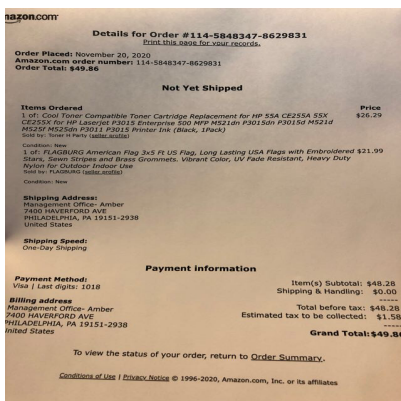 mazon.com
Details for Order #114-5848347-8629831
Print this page for your records.
Order Placed: November 20, 2020
Amazon.com order number: 114-5848347-8629831
Order Total: $49.86
Not Yet Shipped
Items Ordered Price
1 of: Cool Toner Compatible Toner Cartridge Replacement for HP 55A CE255A 55X $26.29
CE255X for HP Laserjet P3015 Enterprise 500 MFP M521dn P3015dn P3015d M521d
M525f M525dn P3011 P3015 Printer Ink (Black, 1Pack)
Sold by: Toner H Party (seller profile)
Condition: New
1 of: FLAGBURG American Flag 3x5 Ft US Flag, Long Lasting USA Flags with Embroidered $21.99
Stars, Sewn Stripes and Brass Grommets. Vibrant Color, UV Fade Resistant, Heavy Duty
Nylon for Outdoor Indoor Use
Sold by: FLAGBURG (seller profile)
Condition: New
Shipping Address:
Management Office- Amber
7400 HAVERFORD AVE
PHILADELPHIA, PA 19151-2938
United States
Shipping Speed:
One-Day Shipping
Payment information
Payment Method:
Visa | Last digits: 1018
Billing address
Management Office- Amber
7400 HAVERFORD AVE
PHILADELPHIA, PA 19151-2938
United States
Item(s) Subtotal: $48.28
Shipping & Handling: $0.00
-----
Total before tax: $48.28
Estimated tax to be collected: $1.58
-----
Grand Total: $49.86
To view the status of your order, return to Order Summary.
Conditions of Use | Privacy Notice © 1996-2020, Amazon.com, Inc. or its affiliates